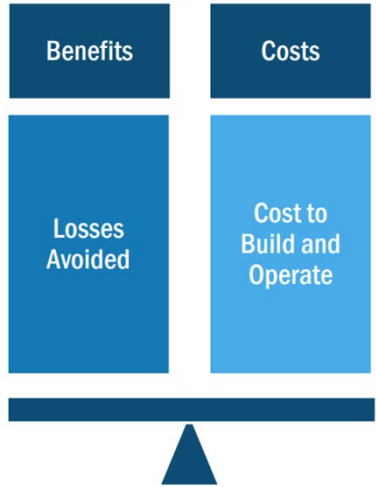 Benefits
Costs
Losses
Avoided
Cost to
Build and
Operate